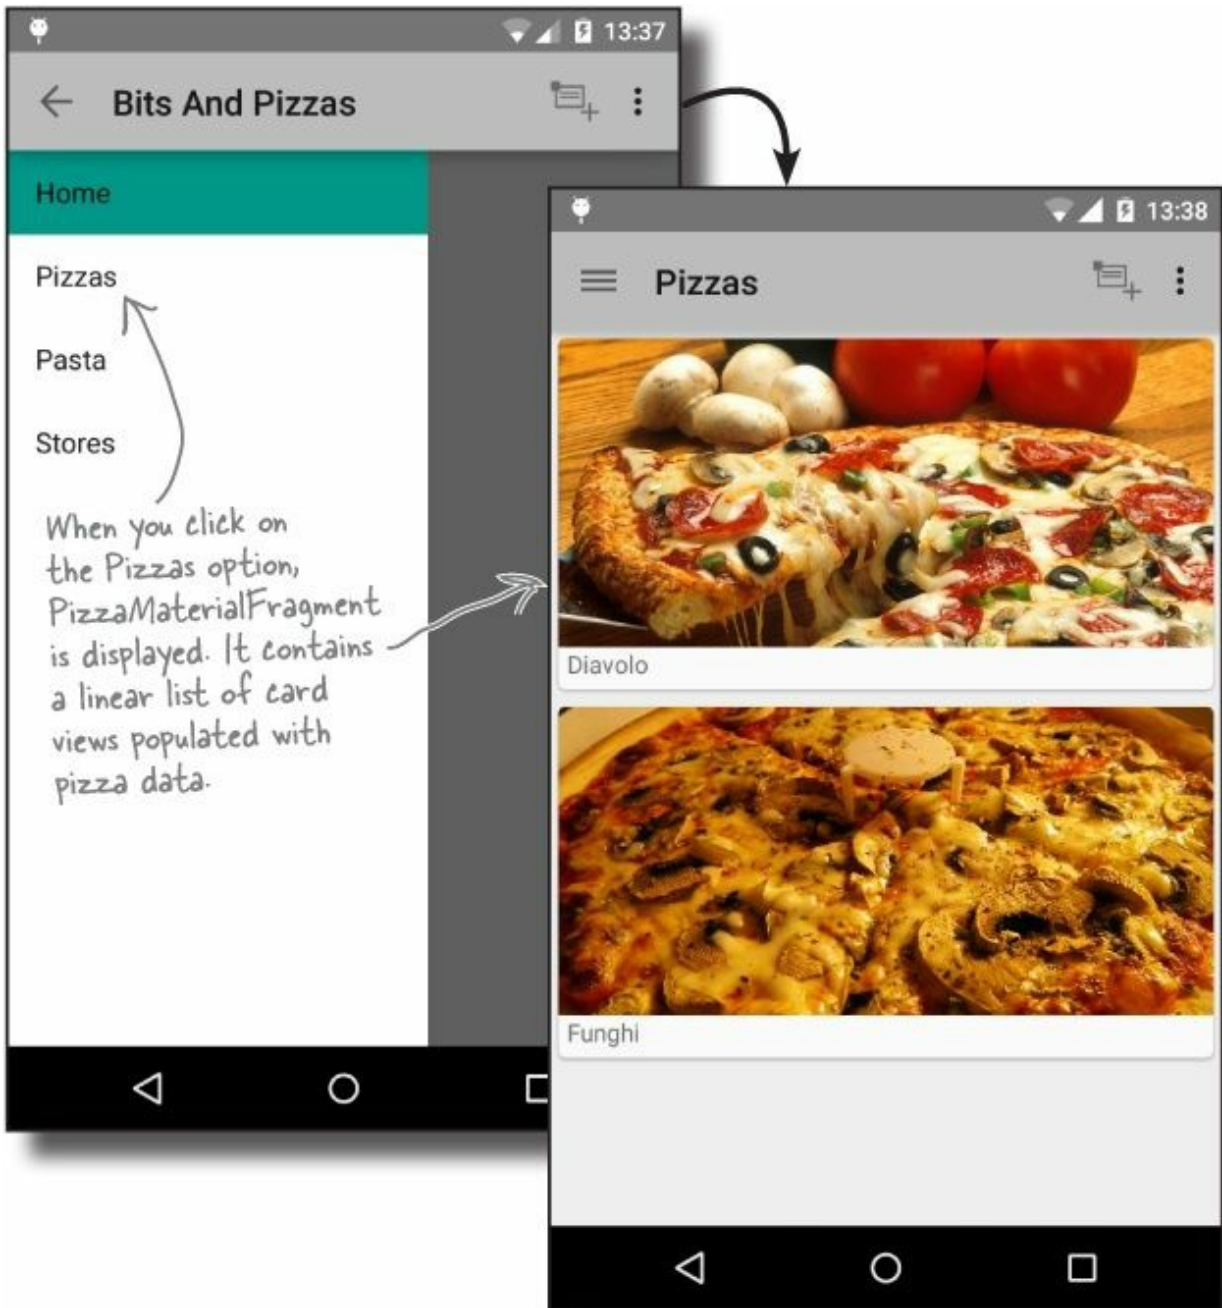 13:37
Bits And Pizzas
Home
Pizzas
Pasta
Stores
When you click on
the Pizzas option,
PizzaMaterialFragment
is displayed. It contains
a linear list of card
views populated with
pizza data.
13:38
Pizzas
Diavolo
Funghi